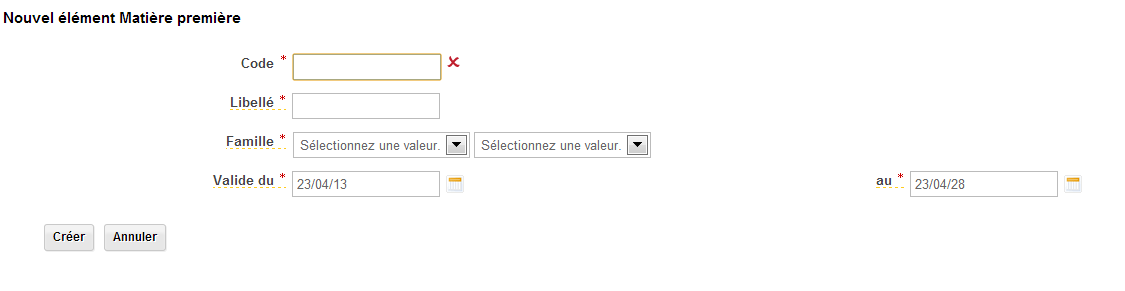 Nouvel élément Matière première
Code *
Libellé *
Famille * Sélectionnez une valeur. Sélectionnez une valeur.
Valide du * 23/04/13 au * 23/04/28
Créer Annuler